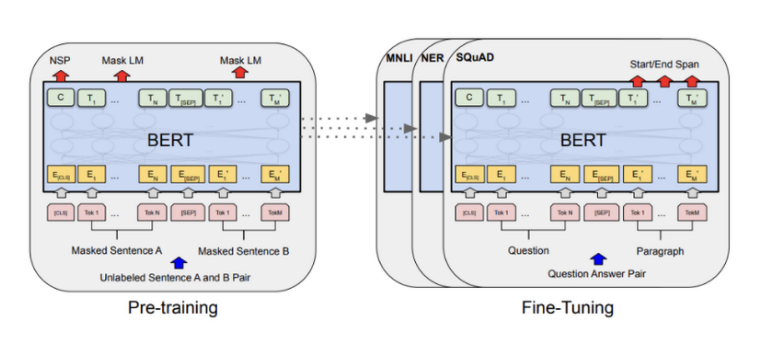 NSP Mask LM Mask LM
C T1 ... TN T[SEP] T1' ... TM'
BERT
E[CLS] E1 ... EN E[SEP] E1' ... EM'
[CLS] Tok 1 ... Tok N [SEP] Tok 1 ... TokM
Masked Sentence A Masked Sentence B
Unlabeled Sentence A and B Pair
Pre-training
MNLI NER SQuAD
Start/End Span
C T1 ... TN T[SEP] T1' ... TM'
BERT
E[CLS] E1 ... EN E[SEP] E1' ... EM'
[CLS] Tok 1 ... Tok N [SEP] Tok 1 ... TokM
Question Paragraph
Question Answer Pair
Fine-Tuning